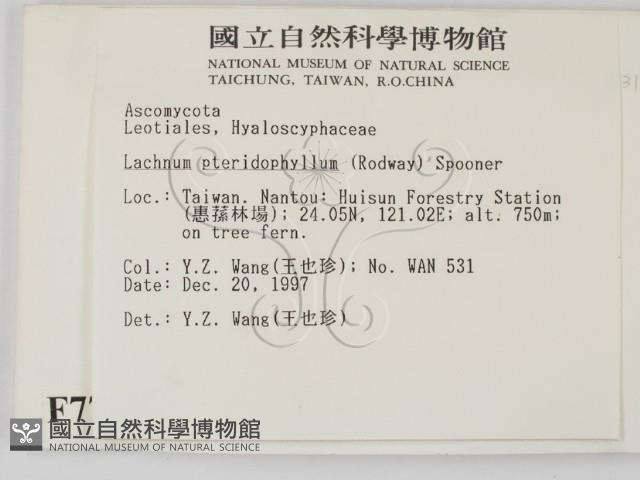 國立自然科學博物館
NATIONAL MUSEUM OF NATURAL SCIENCE
TAICHUNG, TAIWAN, R.O.CHINA
Ascomycota
Leotiales, Hyaloscyphaceae
Lachnum pteridophyllum (Rodway) Spooner
Loc.: Taiwan. Nantou: Huisun Forestry Station
(惠蓀林場); 24.05N, 121.02E; alt. 750m;
on tree fern.
Col.: Y.Z. Wang(王也珍); No. WAN 531
Date: Dec. 20, 1997
Det.: Y.Z. Wang(王也珍)
國立自然科學博物館
NATIONAL MUSEUM OF NATURAL SCIENCE